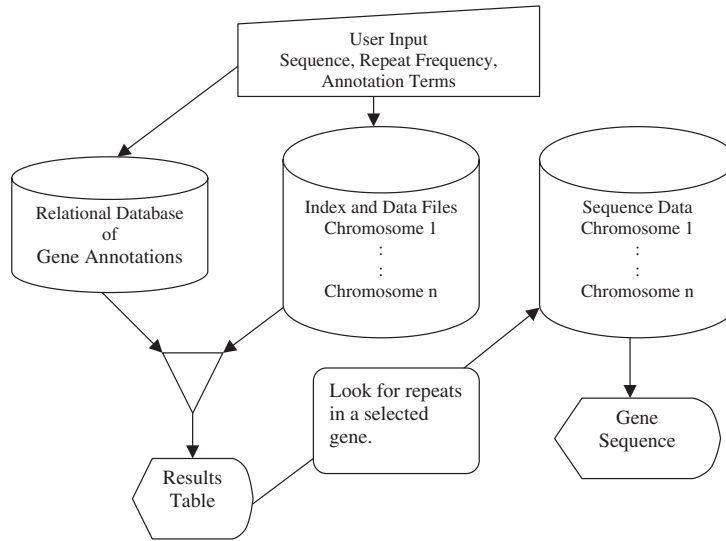 User Input
Sequence, Repeat Frequency,
Annotation Terms
Relational Database
of
Gene Annotations
Index and Data Files
Chromosome 1
:
:
Chromosome n
Sequence Data
Chromosome 1
:
:
Chromosome n
Look for repeats
in a selected
gene.
Gene
Sequence
Results
Table